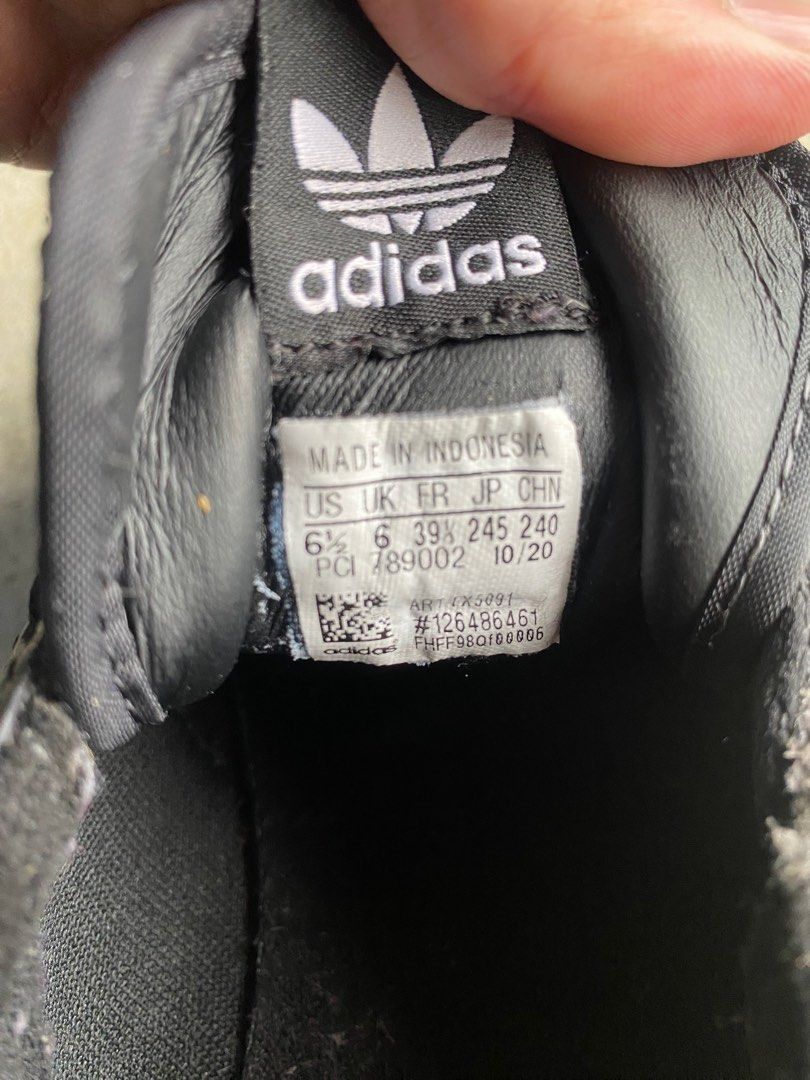 adidas
MADE IN INDONESIA
US UK FR JP CHN
6½ 6 39⅓ 245 240
PCI 789002 10/20
ART
#126486461
FHFF98Qf00006
adidas